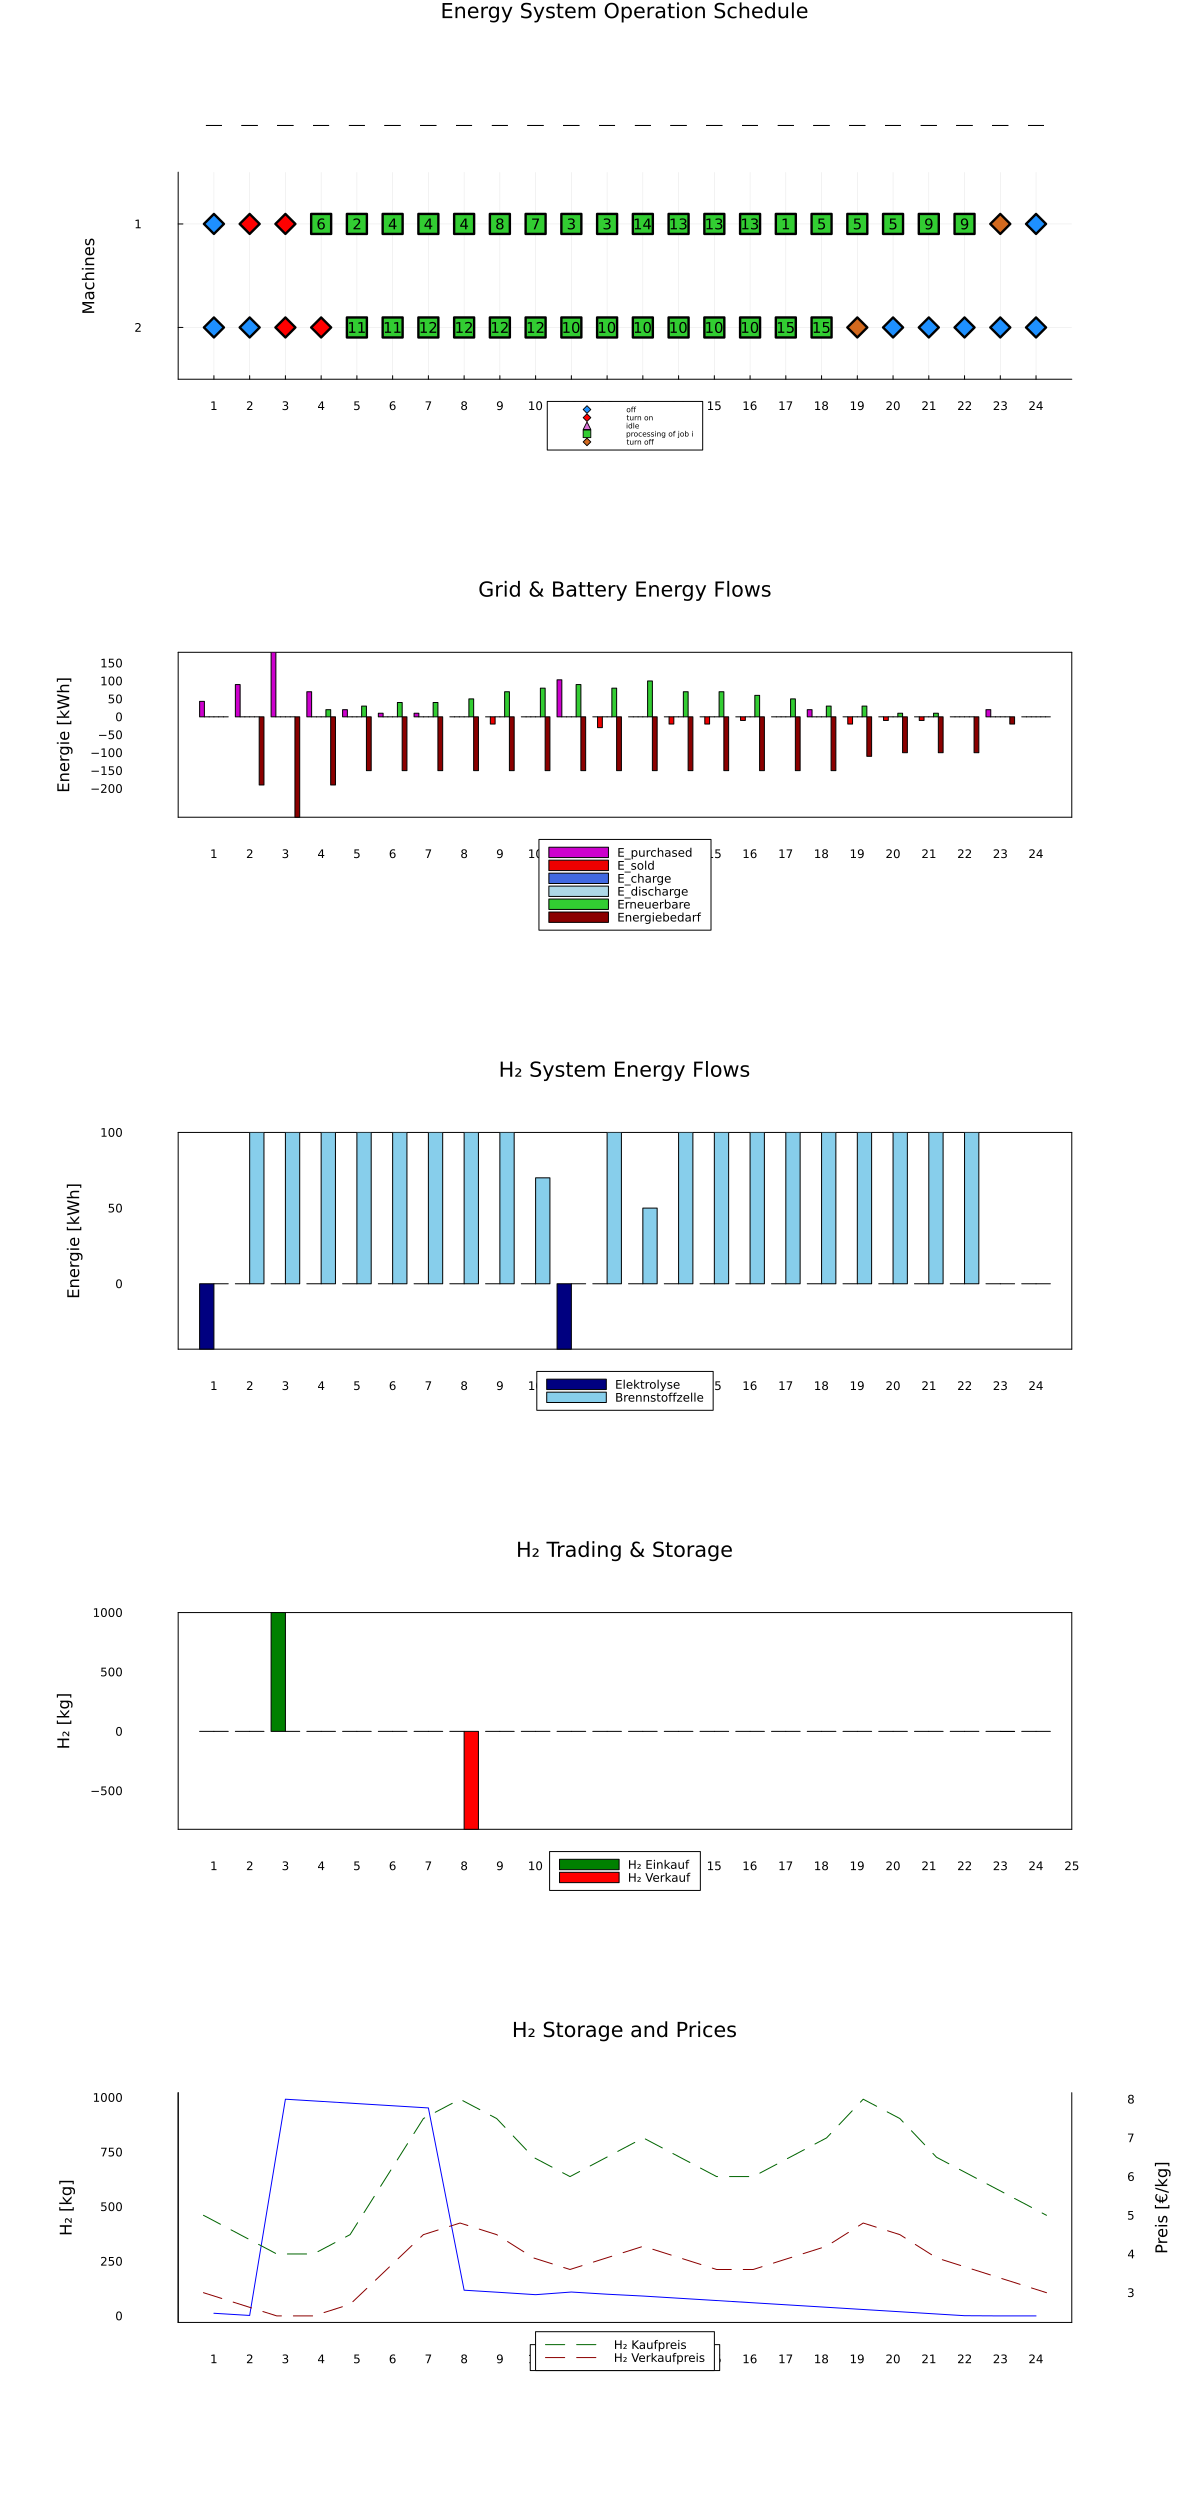 Energy System Operation Schedule
Machines
1
6 2 4 4 4 8 7 3 3 14 13 13 13 1 5 5 5 9 9
2
11 11 12 12 12 12 10 10 10 10 10 10 15 15
1 2 3 4 5 6 7 8 9 10 15 16 17 18 19 20 21 22 23 24
off
turn on
idle
processing of job i
turn off
Grid & Battery Energy Flows
Energie [kWh]
150
100
50
0
−50
−100
−150
−200
1 2 3 4 5 6 7 8 9 10 15 16 17 18 19 20 21 22 23 24
E_purchased
E_sold
E_charge
E_discharge
Erneuerbare
Energiebedarf
H₂ System Energy Flows
Energie [kWh]
100
50
0
1 2 3 4 5 6 7 8 9 16 17 18 19 20 21 22 23 24
Elektrolyse
Brennstoffzelle
H₂ Trading & Storage
H₂ [kg]
1000
500
0
−500
1 2 3 4 5 6 7 8 9 10 15 16 17 18 19 20 21 22 23 24 25
H₂ Einkauf
H₂ Verkauf
H₂ Storage and Prices
H₂ [kg]
1000
750
500
250
0
8
7
6
5
4
3
Preis [€/kg]
1 2 3 4 5 6 7 8 9 16 17 18 19 20 21 22 23 24
H₂ Kaufpreis
H₂ Verkaufpreis